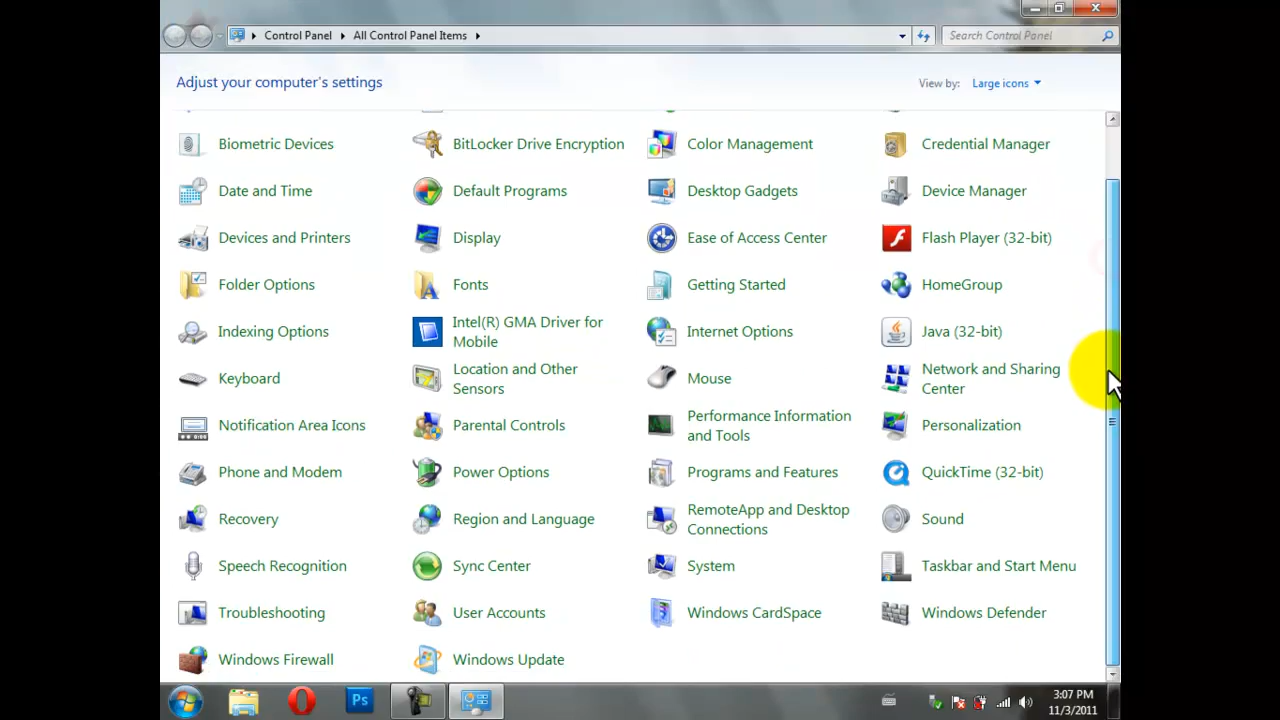 Control Panel
All Control Panel Items
Search Control Panel
Adjust your computer's settings
View by:
Large icons
Biometric Devices
BitLocker Drive Encryption
Color Management
Credential Manager
Date and Time
Default Programs
Desktop Gadgets
Device Manager
Devices and Printers
Display
Ease of Access Center
Flash Player (32-bit)
Folder Options
Fonts
Getting Started
HomeGroup
Indexing Options
Intel(R) GMA Driver for
Mobile
Internet Options
Java (32-bit)
Keyboard
Location and Other
Sensors
Mouse
Network and Sharing
Center
Notification Area Icons
Parental Controls
Performance Information
and Tools
Personalization
Phone and Modem
Power Options
Programs and Features
QuickTime (32-bit)
Recovery
Region and Language
RemoteApp and Desktop
Connections
Sound
Speech Recognition
Sync Center
System
Taskbar and Start Menu
Troubleshooting
User Accounts
Windows CardSpace
Windows Defender
Windows Firewall
Windows Update
Ps
3:07 PM
11/3/2011